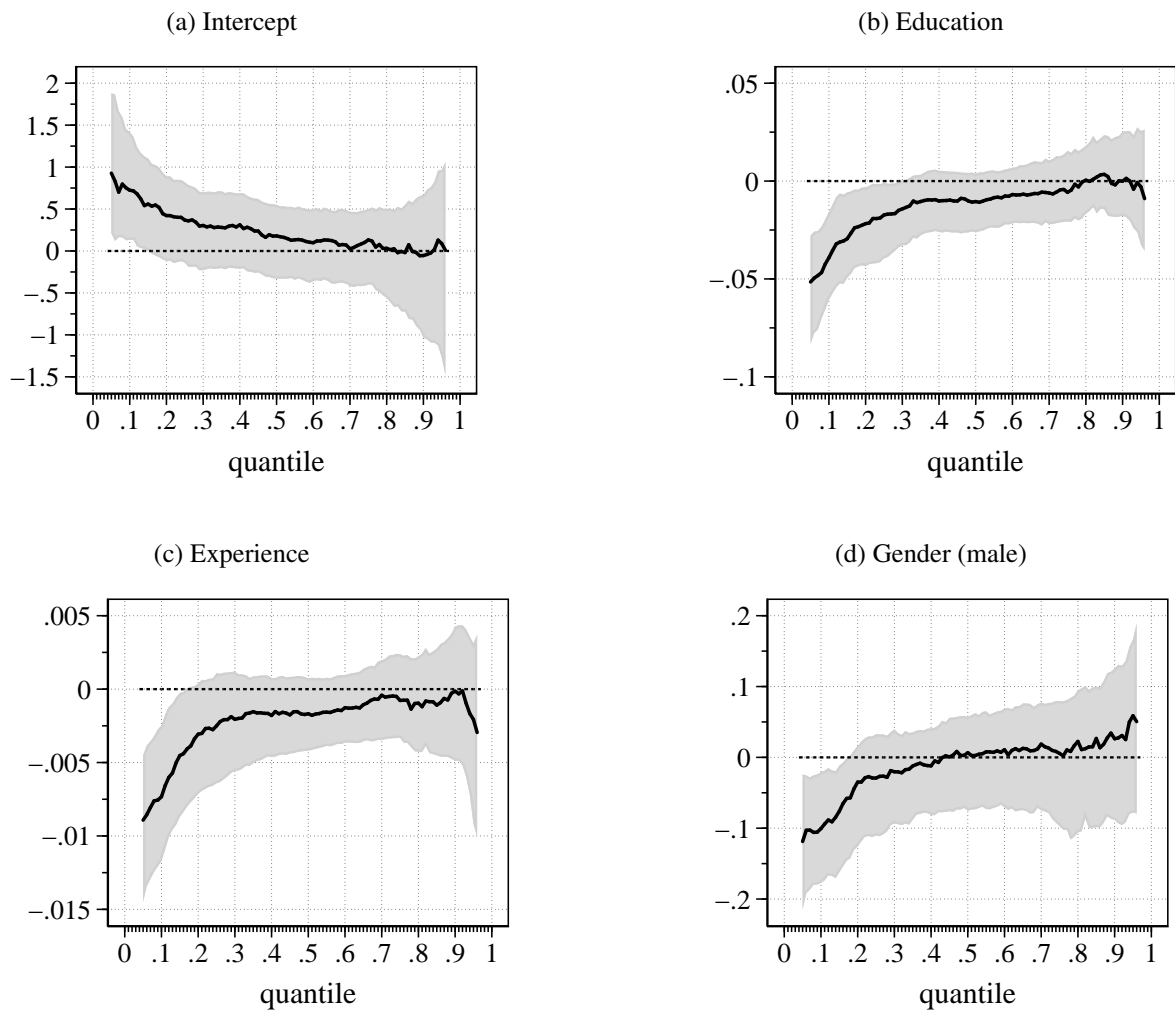 (a) Intercept
2
1.5
1
.5
0
−.5
−1
−1.5
0 .1 .2 .3 .4 .5 .6 .7 .8 .9 1
quantile
(b) Education
.05
0
−.05
−.1
0 .1 .2 .3 .4 .5 .6 .7 .8 .9 1
quantile
(c) Experience
.005
0
−.005
−.01
−.015
0 .1 .2 .3 .4 .5 .6 .7 .8 .9 1
quantile
(d) Gender (male)
.2
.1
0
−.1
−.2
0 .1 .2 .3 .4 .5 .6 .7 .8 .9 1
quantile